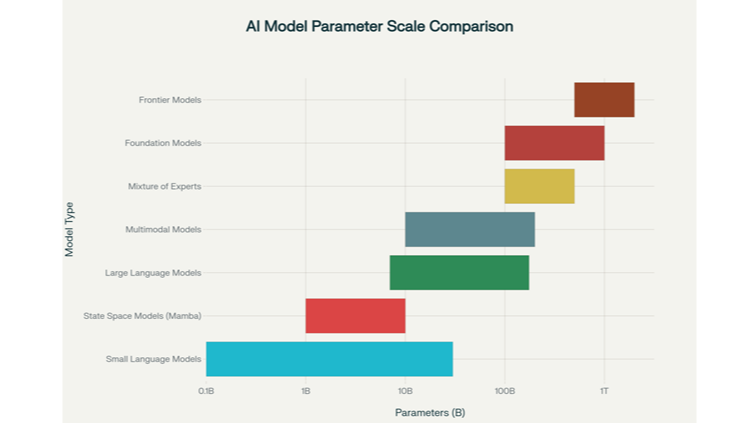 AI Model Parameter Scale Comparison
Model Type
Frontier Models
Foundation Models
Mixture of Experts
Multimodal Models
Large Language Models
State Space Models (Mamba)
Small Language Models
0.1B 1B 10B 100B 1T
Parameters (B)